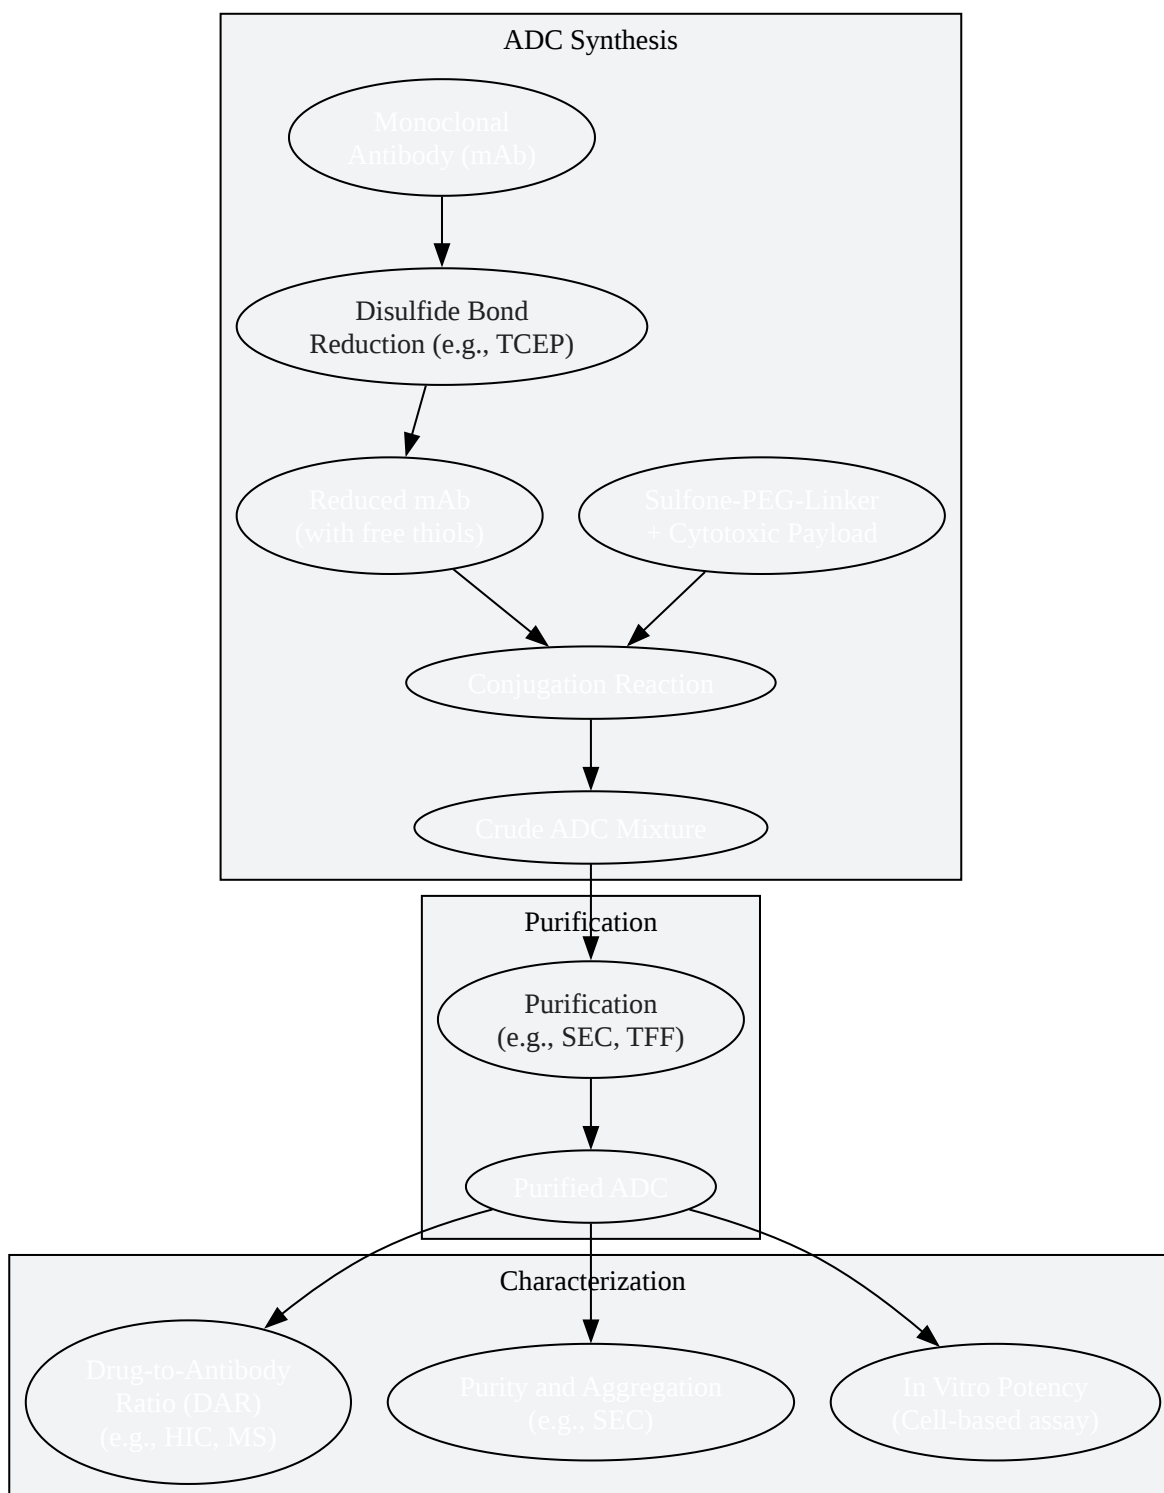 ADC Synthesis
Monoclonal
Antibody (mAb)
Disulfide Bond
Reduction (e.g., TCEP)
Reduced mAb
(with free thiols)
Sulfone-PEG-Linker
+ Cytotoxic Payload
Conjugation Reaction
Crude ADC Mixture
Purification
Purification
(e.g., SEC, TFF)
Purified ADC
Characterization
Drug-to-Antibody
Ratio (DAR)
(e.g., HIC, MS)
Purity and Aggregation
(e.g., SEC)
In Vitro Potency
(Cell-based assay)